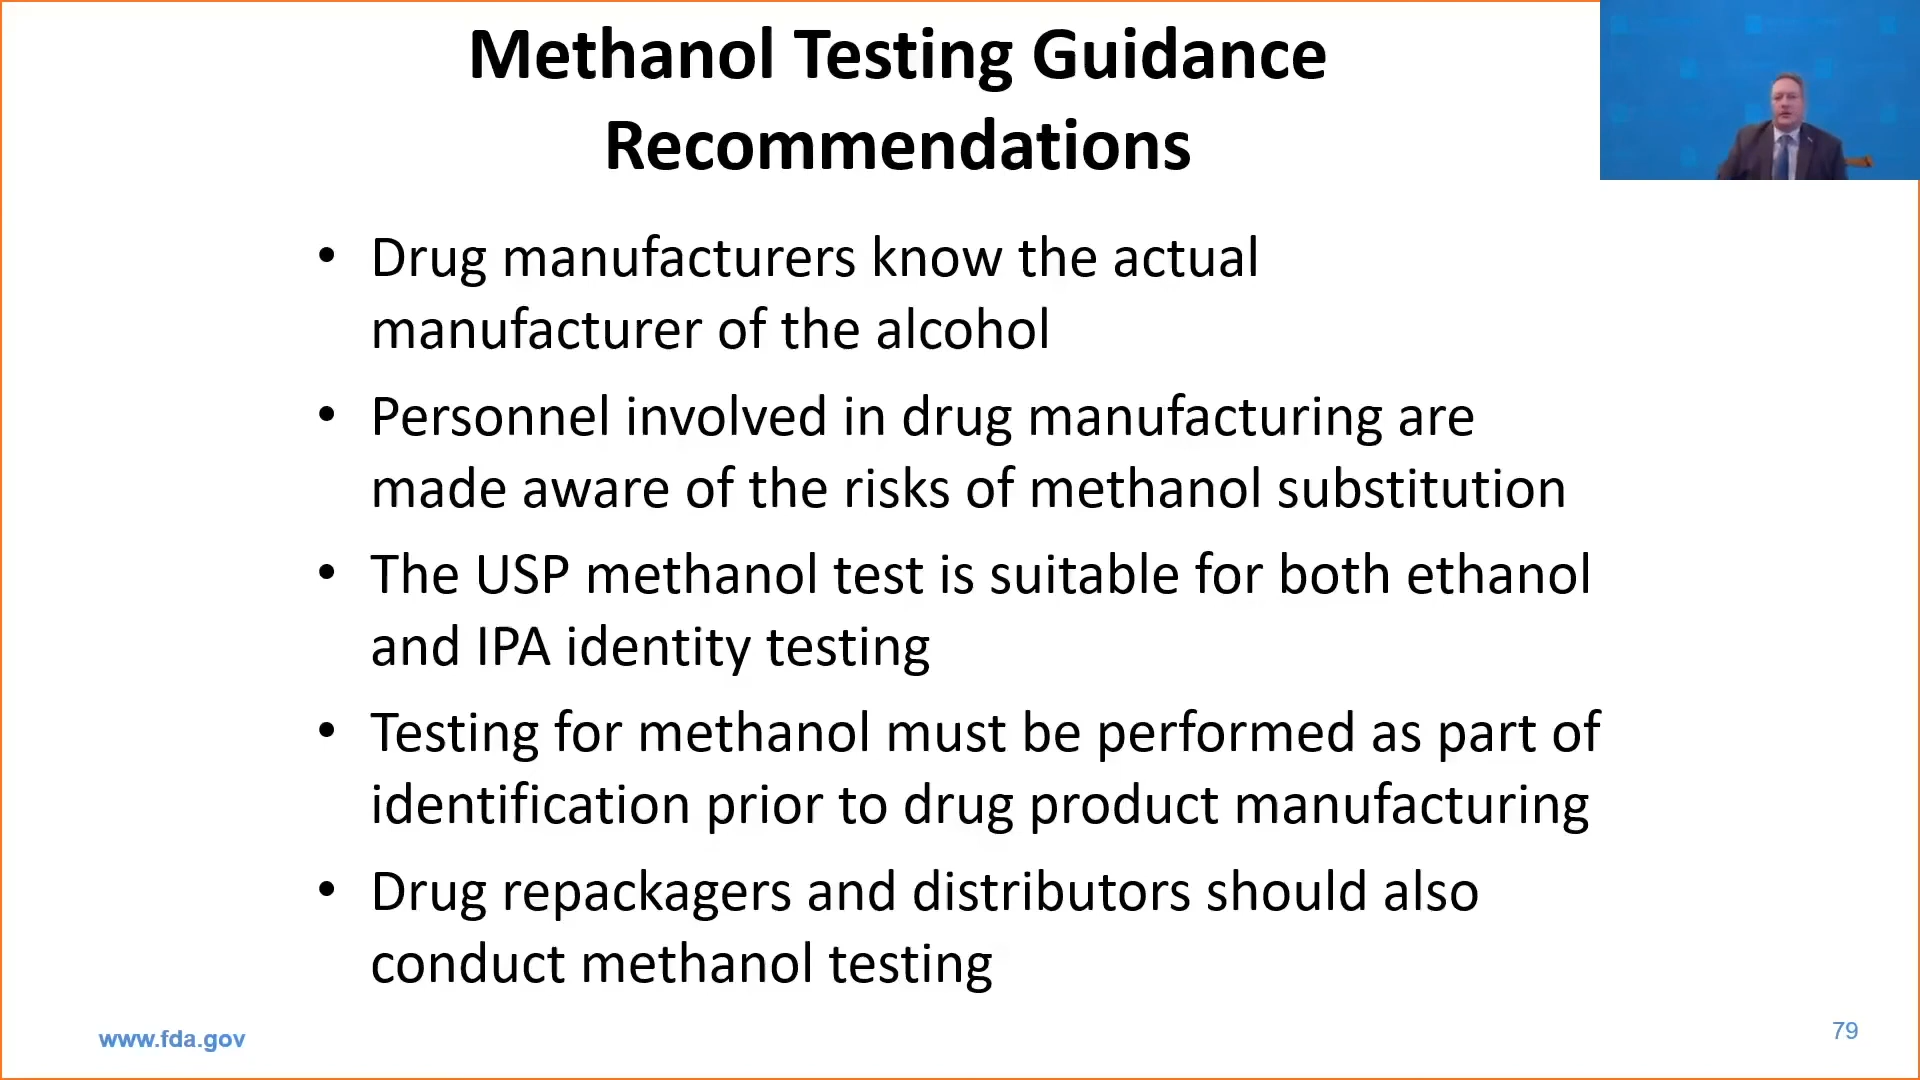 Methanol Testing Guidance
Recommendations
• Drug manufacturers know the actual
manufacturer of the alcohol
• Personnel involved in drug manufacturing are
made aware of the risks of methanol substitution
• The USP methanol test is suitable for both ethanol
and IPA identity testing
• Testing for methanol must be performed as part of
identification prior to drug product manufacturing
• Drug repackagers and distributors should also
conduct methanol testing
www.fda.gov
79